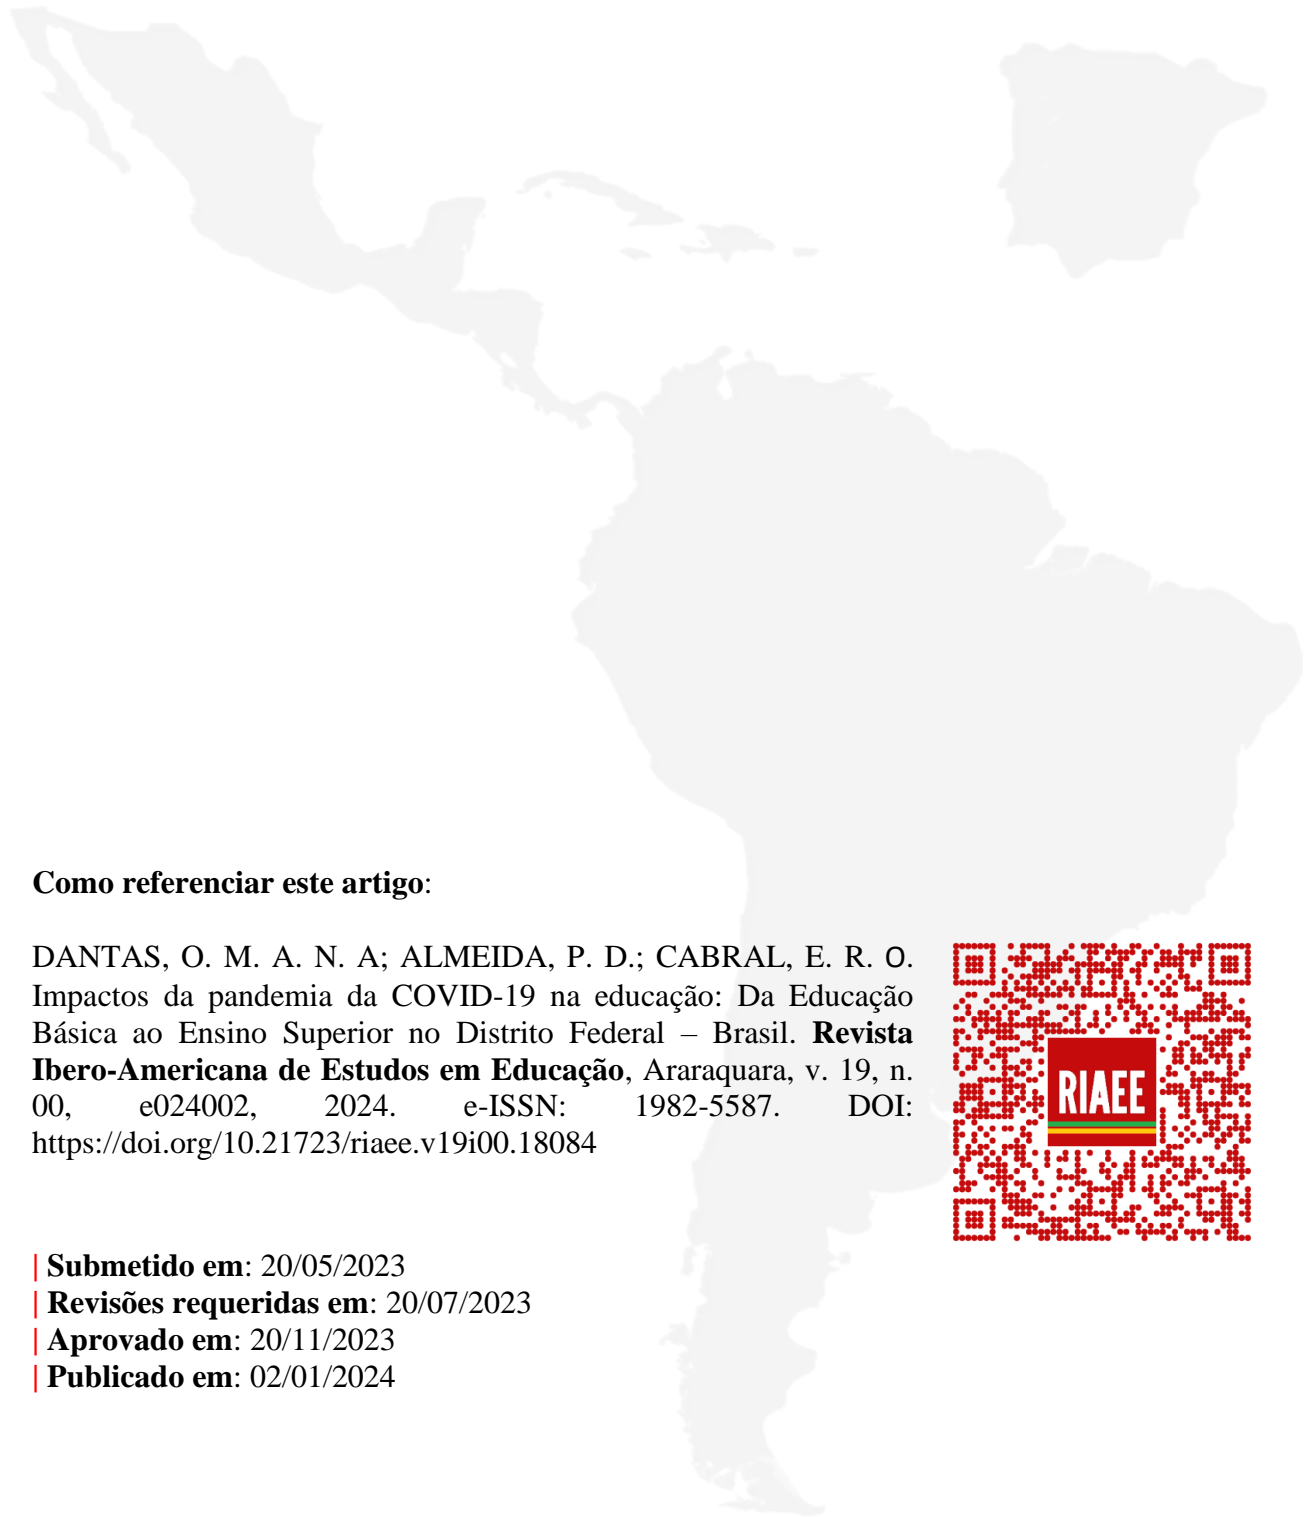 Como referenciar este artigo:
DANTAS, O. M. A. N. A; ALMEIDA, P. D.; CABRAL, E. R. O.
Impactos da pandemia da COVID-19 na educação: Da Educação
Básica ao Ensino Superior no Distrito Federal – Brasil. Revista
Ibero-Americana de Estudos em Educação, Araraquara, v. 19, n.
00, e024002, 2024. e-ISSN: 1982-5587. DOI:
https://doi.org/10.21723/riaee.v19i00.18084
RIAEE
| Submetido em: 20/05/2023
| Revisões requeridas em: 20/07/2023
| Aprovado em: 20/11/2023
| Publicado em: 02/01/2024